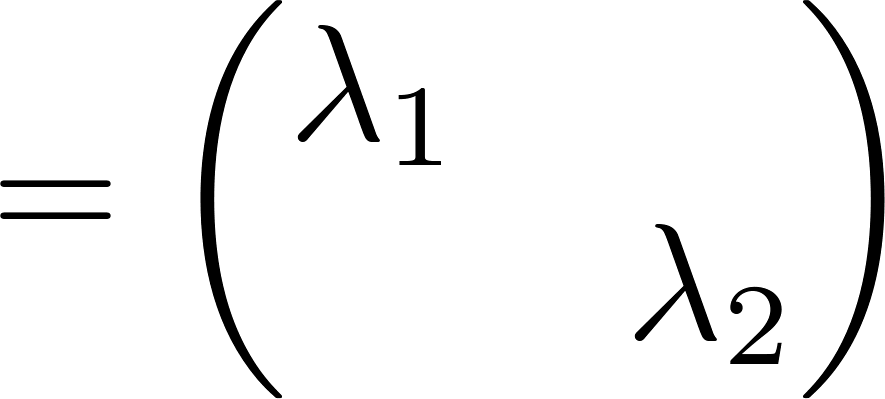 = ( λ₁
λ₂ )